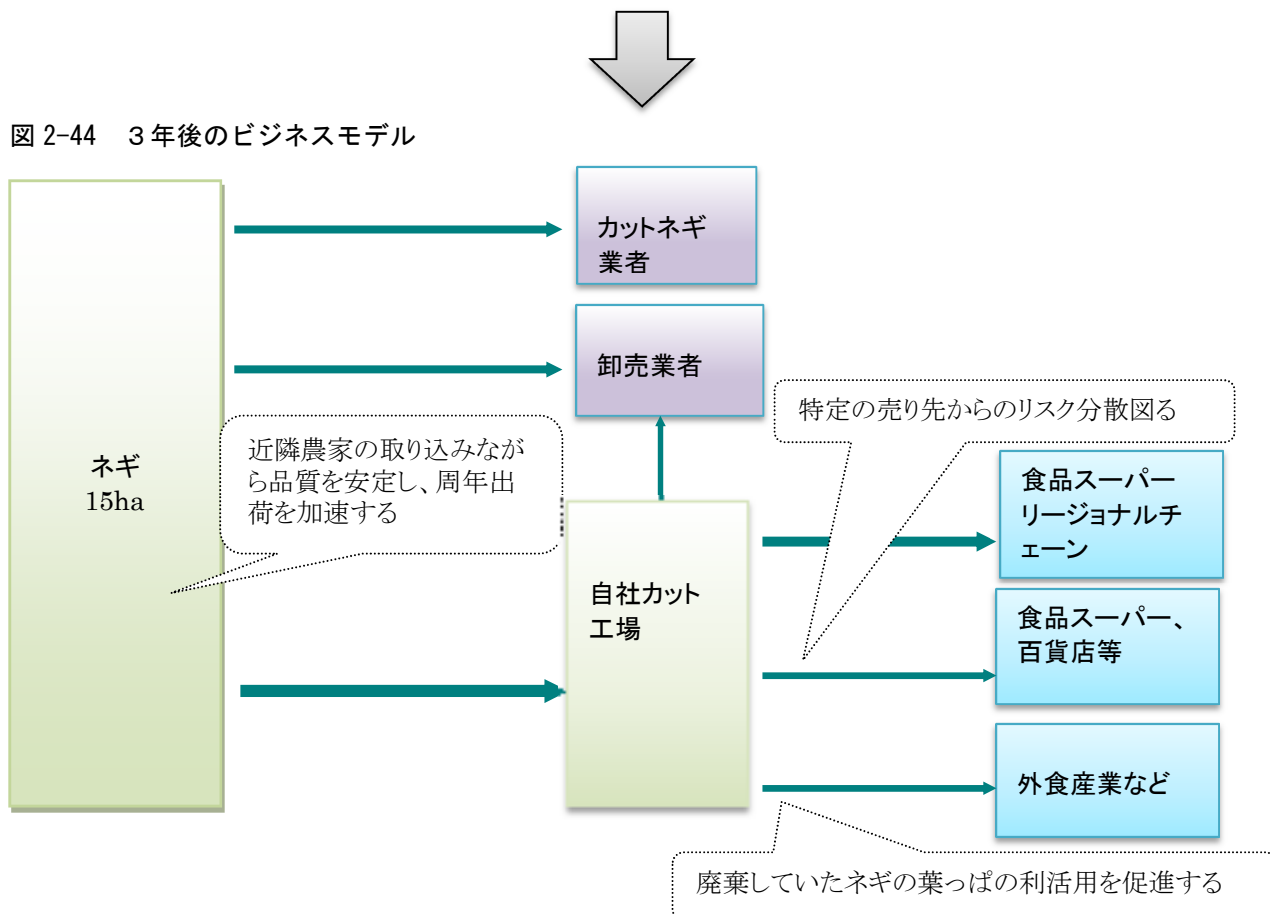 図 2-44　３年後のビジネスモデル
カットネギ
業者
卸売業者
特定の売り先からのリスク分散図る
ネギ
15ha
近隣農家の取り込みなが
ら品質を安定し、周年出
荷を加速する
食品スーパー
リージョナルチ
ェーン
自社カット
工場
食品スーパー、
百貨店等
外食産業など
廃棄していたネギの葉っぱの利活用を促進する